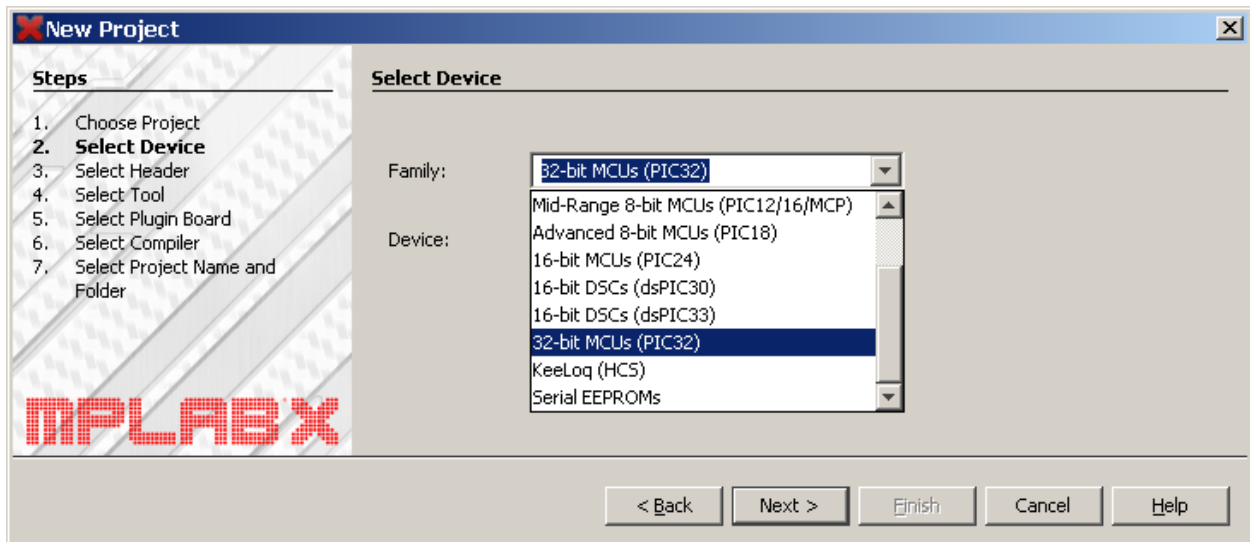 New Project
Steps
1. Choose Project
2. Select Device
3. Select Header
4. Select Tool
5. Select Plugin Board
6. Select Compiler
7. Select Project Name and
Folder
MPLAB X
Select Device
Family:
32-bit MCUs (PIC32)
Mid-Range 8-bit MCUs (PIC12/16/MCP)
Advanced 8-bit MCUs (PIC18)
16-bit MCUs (PIC24)
16-bit DSCs (dsPIC30)
16-bit DSCs (dsPIC33)
32-bit MCUs (PIC32)
KeeLoq (HCS)
Serial EEPROMs
Device:
< Back
Next >
Finish
Cancel
Help